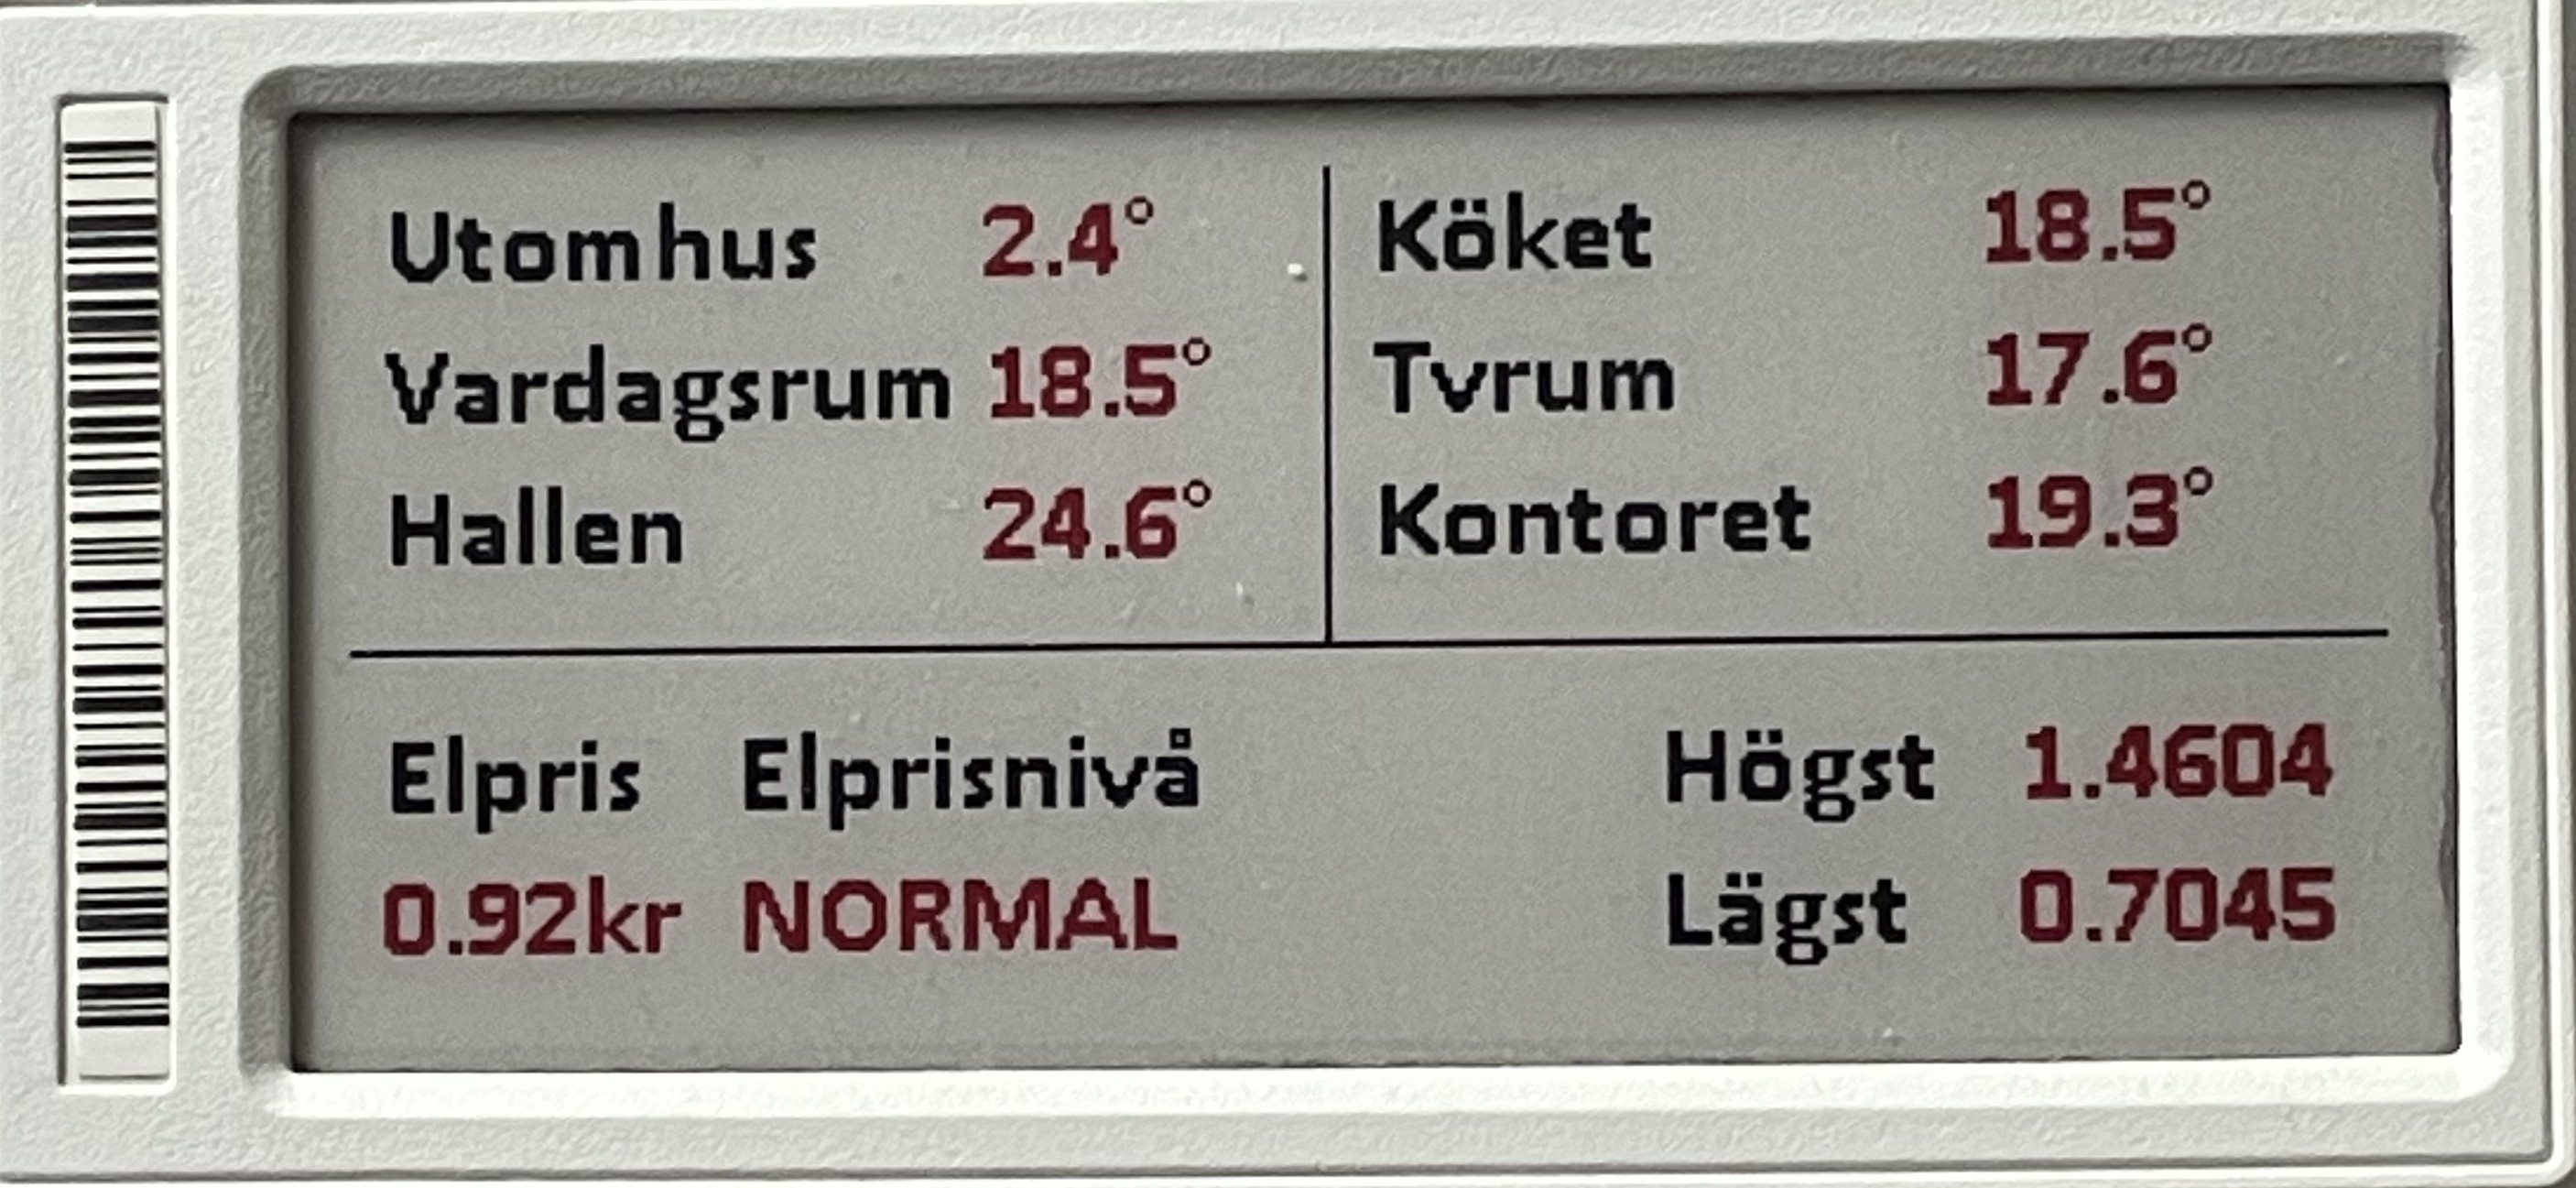 Utomhus 2.4°
Vardagsrum 18.5°
Hallen 24.6°
Köket 18.5°
Tvrum 17.6°
Kontoret 19.3°
Elpris Elprisnivå
0.92kr NORMAL
Högst 1.4604
Lägst 0.7045